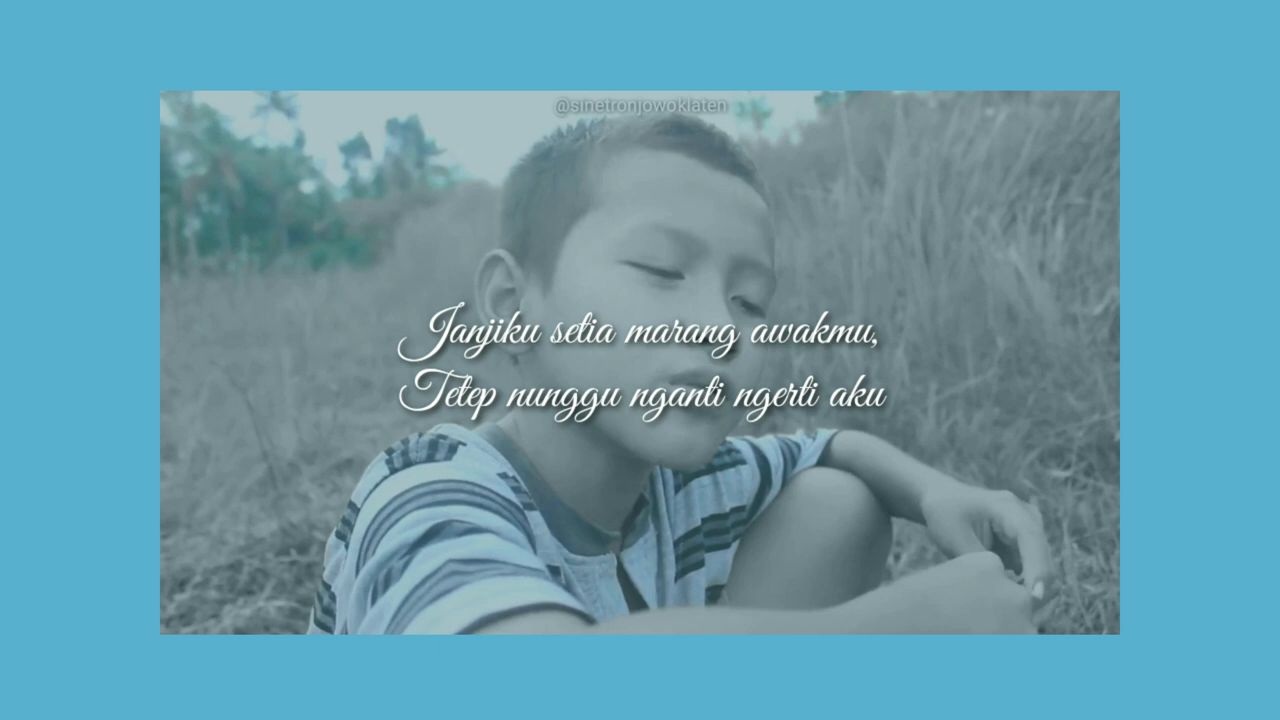 @sinetronjowoklaten
Janjiku setia marang awakmu,
Tetep nunggu nganti ngerti aku